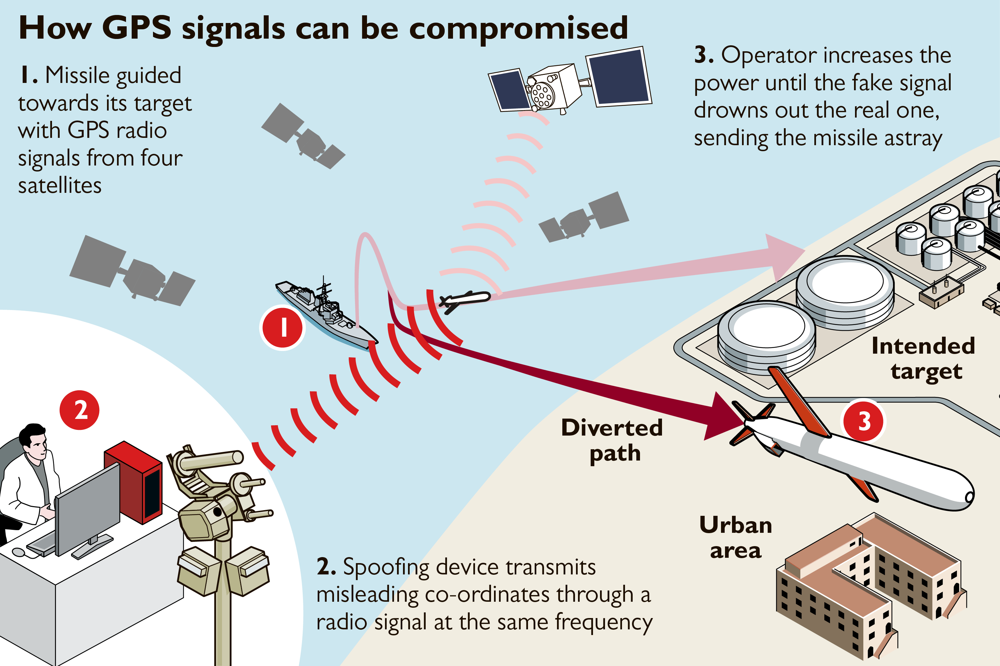 How GPS signals can be compromised
1. Missile guided
towards its target
with GPS radio
signals from four
satellites
3. Operator increases the
power until the fake signal
drowns out the real one,
sending the missile astray
1
Intended
target
2
3
Diverted
path
Urban
area
2. Spoofing device transmits
misleading co-ordinates through a
radio signal at the same frequency